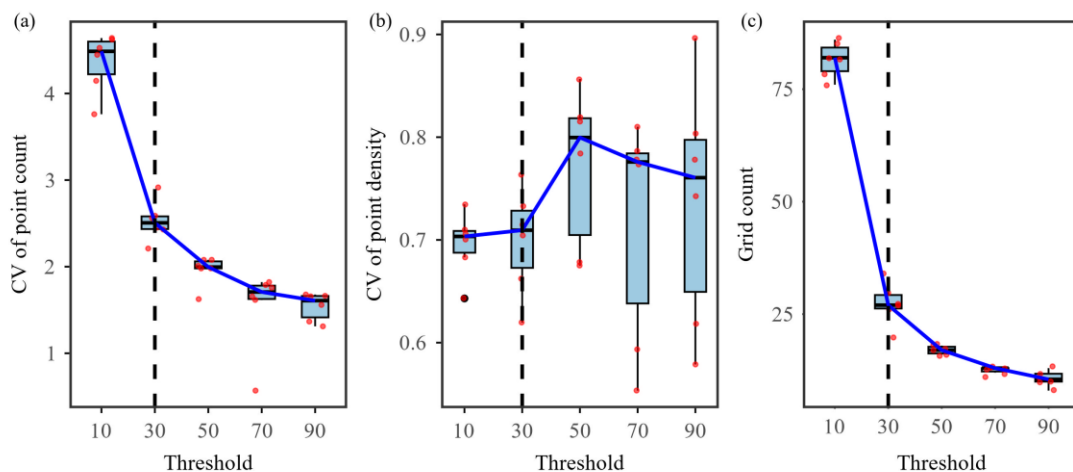 (a)
CV of point count
4
3
2
1
10 30 50 70 90
Threshold
(b)
CV of point density
0.9
0.8
0.7
0.6
10 30 50 70 90
Threshold
(c)
Grid count
75
50
25
10 30 50 70 90
Threshold